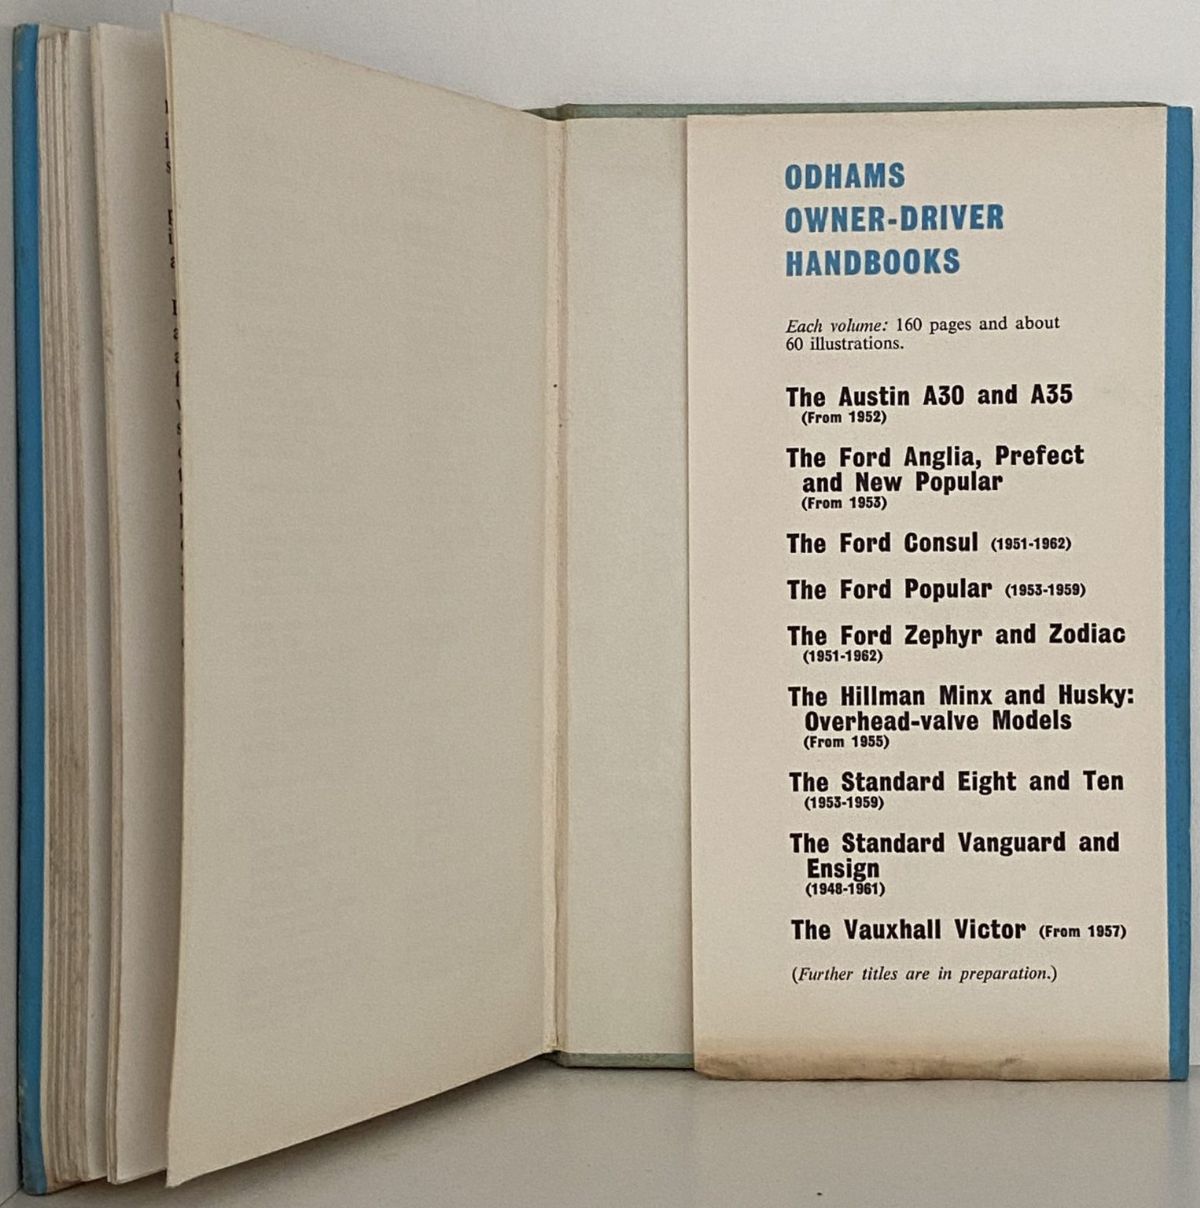 ODHAMS
OWNER-DRIVER
HANDBOOKS
Each volume: 160 pages and about
60 illustrations.
The Austin A30 and A35
(From 1952)
The Ford Anglia, Prefect
and New Popular
(From 1953)
The Ford Consul (1951-1962)
The Ford Popular (1953-1959)
The Ford Zephyr and Zodiac
(1951-1962)
The Hillman Minx and Husky:
Overhead-valve Models
(From 1955)
The Standard Eight and Ten
(1953-1959)
The Standard Vanguard and
Ensign
(1948-1961)
The Vauxhall Victor (From 1957)
(Further titles are in preparation.)